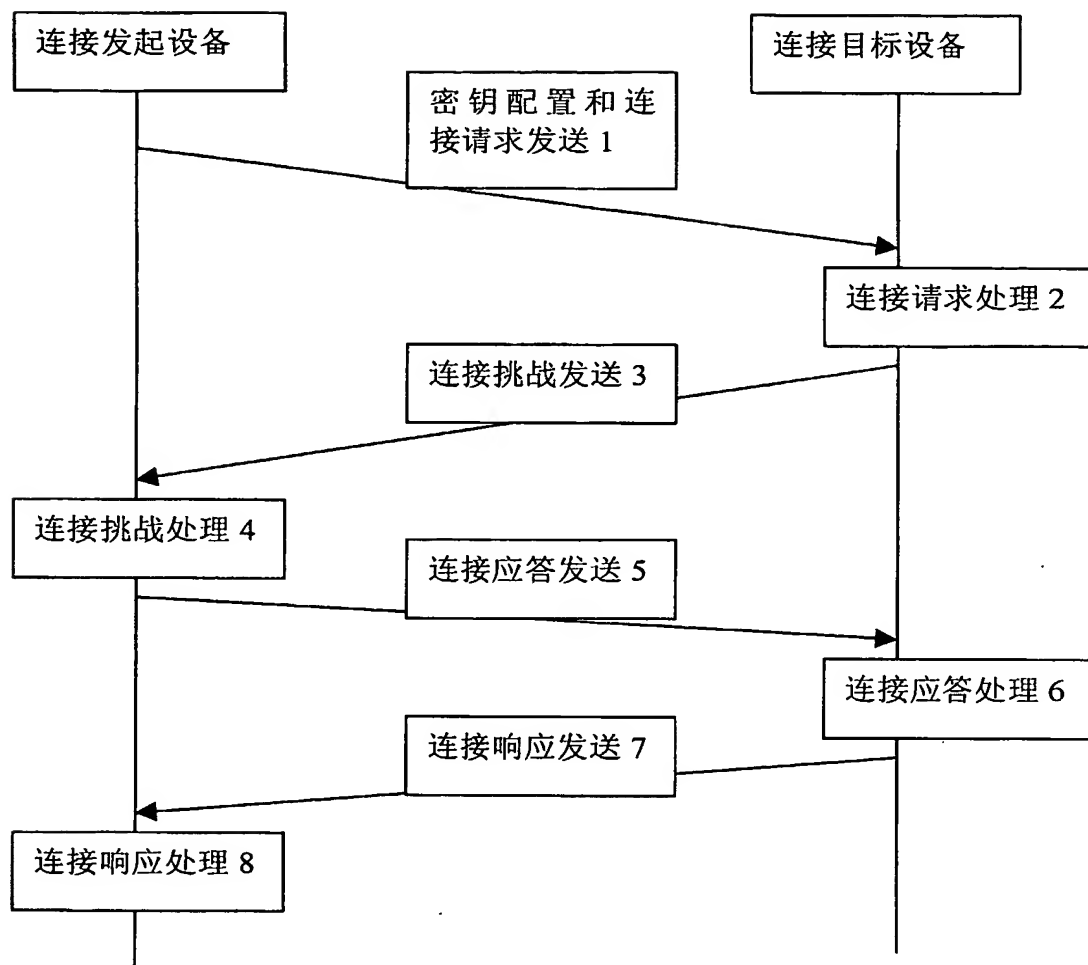 连接发起设备
连接目标设备
密钥配置和连
接请求发送 1
连接请求处理 2
连接挑战发送 3
连接挑战处理 4
连接应答发送 5
连接应答处理 6
连接响应发送 7
连接响应处理 8